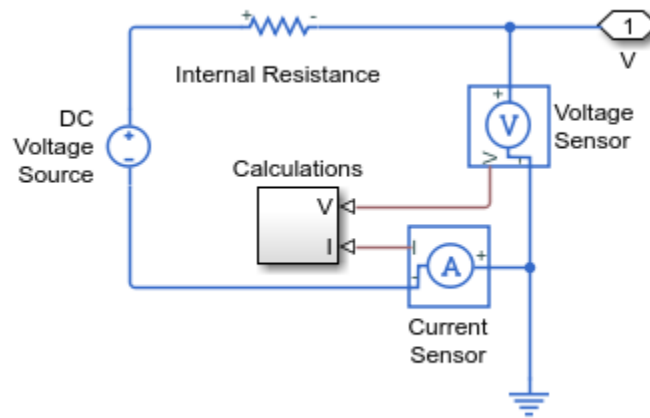 + -
1
V
Internal Resistance
DC
Voltage
Source
+
-
+
V
V
-
Voltage
Sensor
Calculations
V
I
I
A
+
-
Current
Sensor